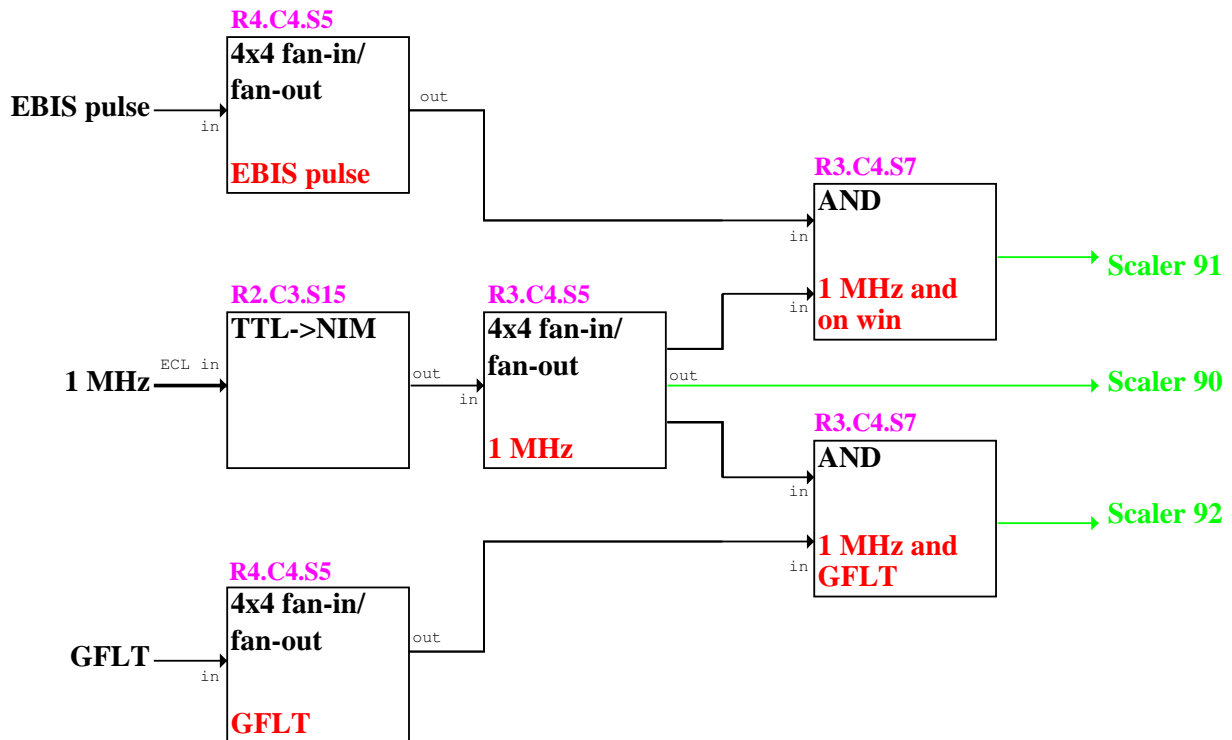 R4.C4.S5
4x4 fan-in/
fan-out
EBIS pulse
in
out
EBIS pulse
R3.C4.S7
AND
in
in
1 MHz and
on win
Scaler 91
R2.C3.S15
TTL->NIM
1 MHz
ECL in
out
R3.C4.S5
4x4 fan-in/
fan-out
in
out
1 MHz
Scaler 90
R3.C4.S7
AND
in
in
1 MHz and
GFLT
Scaler 92
R4.C4.S5
4x4 fan-in/
fan-out
GFLT
in
out
GFLT